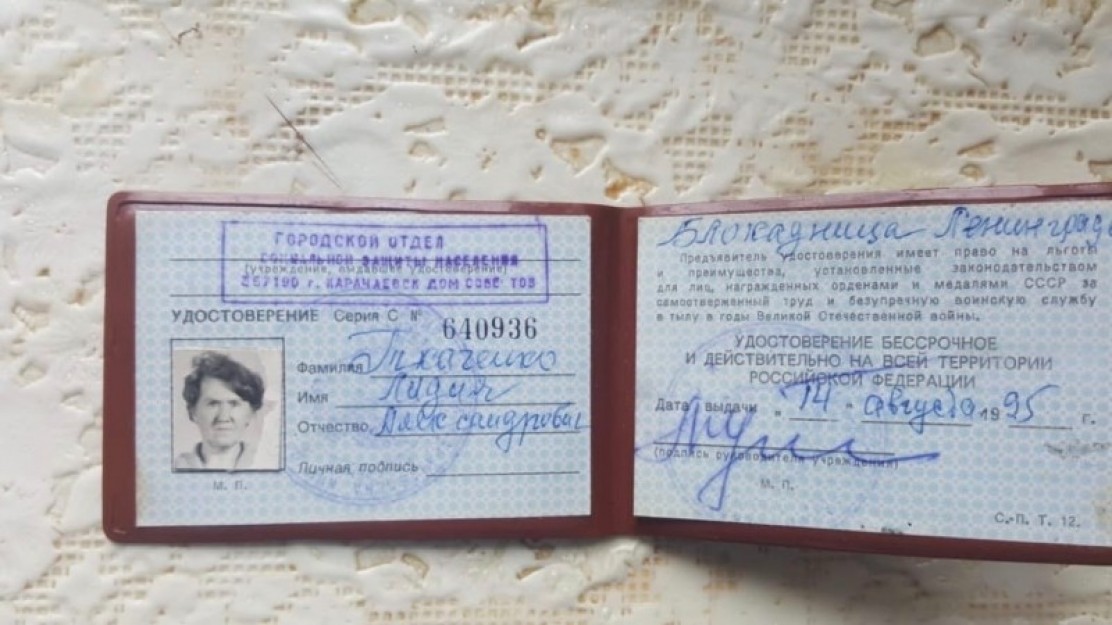 ГОРОДСКОЙ ОТДЕЛ
СОЦИАЛЬНОЙ ЗАЩИТЫ НАСЕЛЕНИЯ
(учреждение, выдавшее удостоверение)
357190 г. КАРАЧАЕВСК ДОМ СОВЕТОВ
УДОСТОВЕРЕНИЕ Серия С № 640936
Фамилия Ткаченко
Имя Лидия
Отчество Александровн
Личная подпись
М. П.
Блокадница Ленинграда
Предъявитель удостоверения имеет право на льготы
и преимущества, установленные законодательством
для лиц, награжденных орденами и медалями СССР за
самоотверженный труд и безупречную воинскую службу
в тылу в годы Великой Отечественной войны.
УДОСТОВЕРЕНИЕ БЕССРОЧНОЕ
И ДЕЙСТВИТЕЛЬНО НА ВСЕЙ ТЕРРИТОРИИ
РОССИЙСКОЙ ФЕДЕРАЦИИ
Дата выдачи „14" августа 1995 г.
(подпись руководителя учреждения)
М. П.
С.-П. Т. 12.